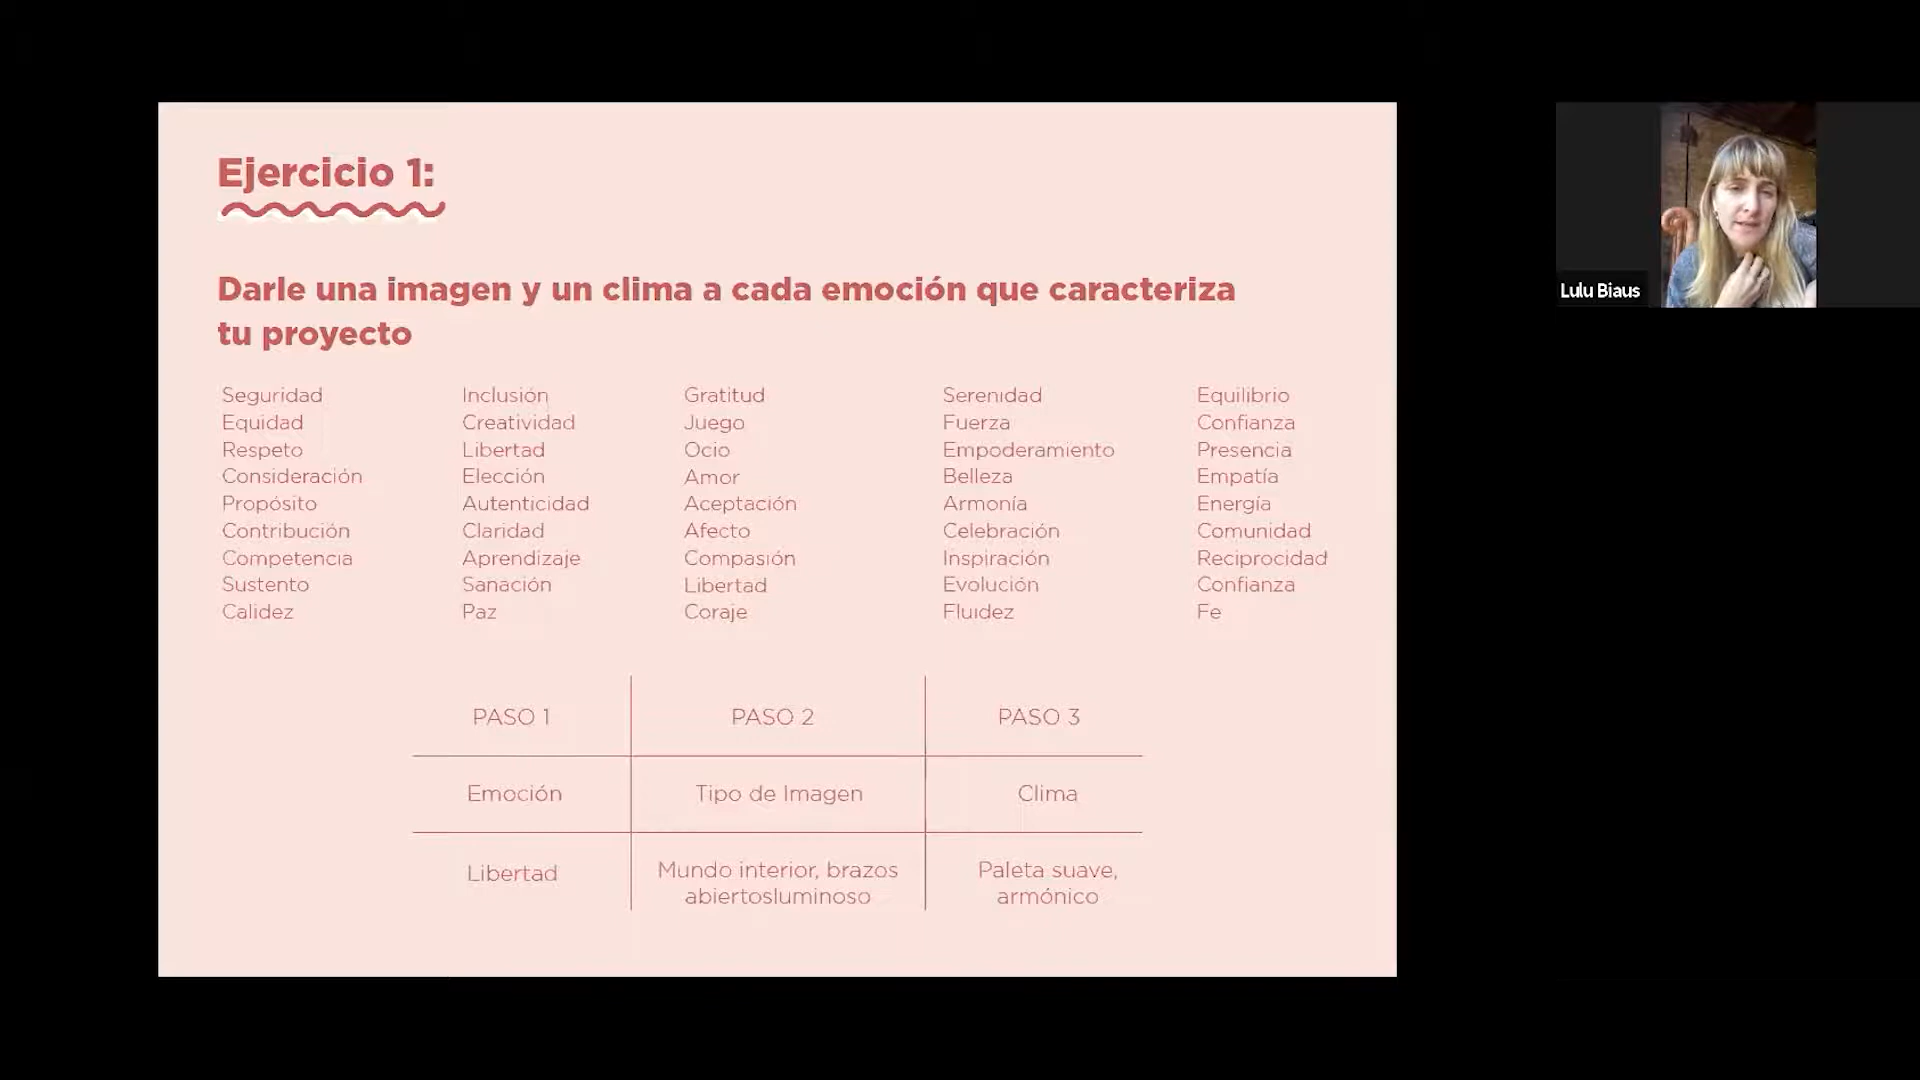 Ejercicio 1:
Darle una imagen y un clima a cada emoción que caracteriza
tu proyecto
Seguridad
Equidad
Respeto
Consideración
Propósito
Contribución
Competencia
Sustento
Calidez
Inclusión
Creatividad
Libertad
Elección
Autenticidad
Claridad
Aprendizaje
Sanación
Paz
Gratitud
Juego
Ocio
Amor
Aceptación
Afecto
Compasión
Libertad
Coraje
Serenidad
Fuerza
Empoderamiento
Belleza
Armonía
Celebración
Inspiración
Evolución
Fluidez
Equilibrio
Confianza
Presencia
Empatía
Energía
Comunidad
Reciprocidad
Confianza
Fe
PASO 1
PASO 2
PASO 3
Emoción
Tipo de Imagen
Clima
Libertad
Mundo interior, brazos
abiertosluminoso
Paleta suave,
armónico
Lulu Biaus